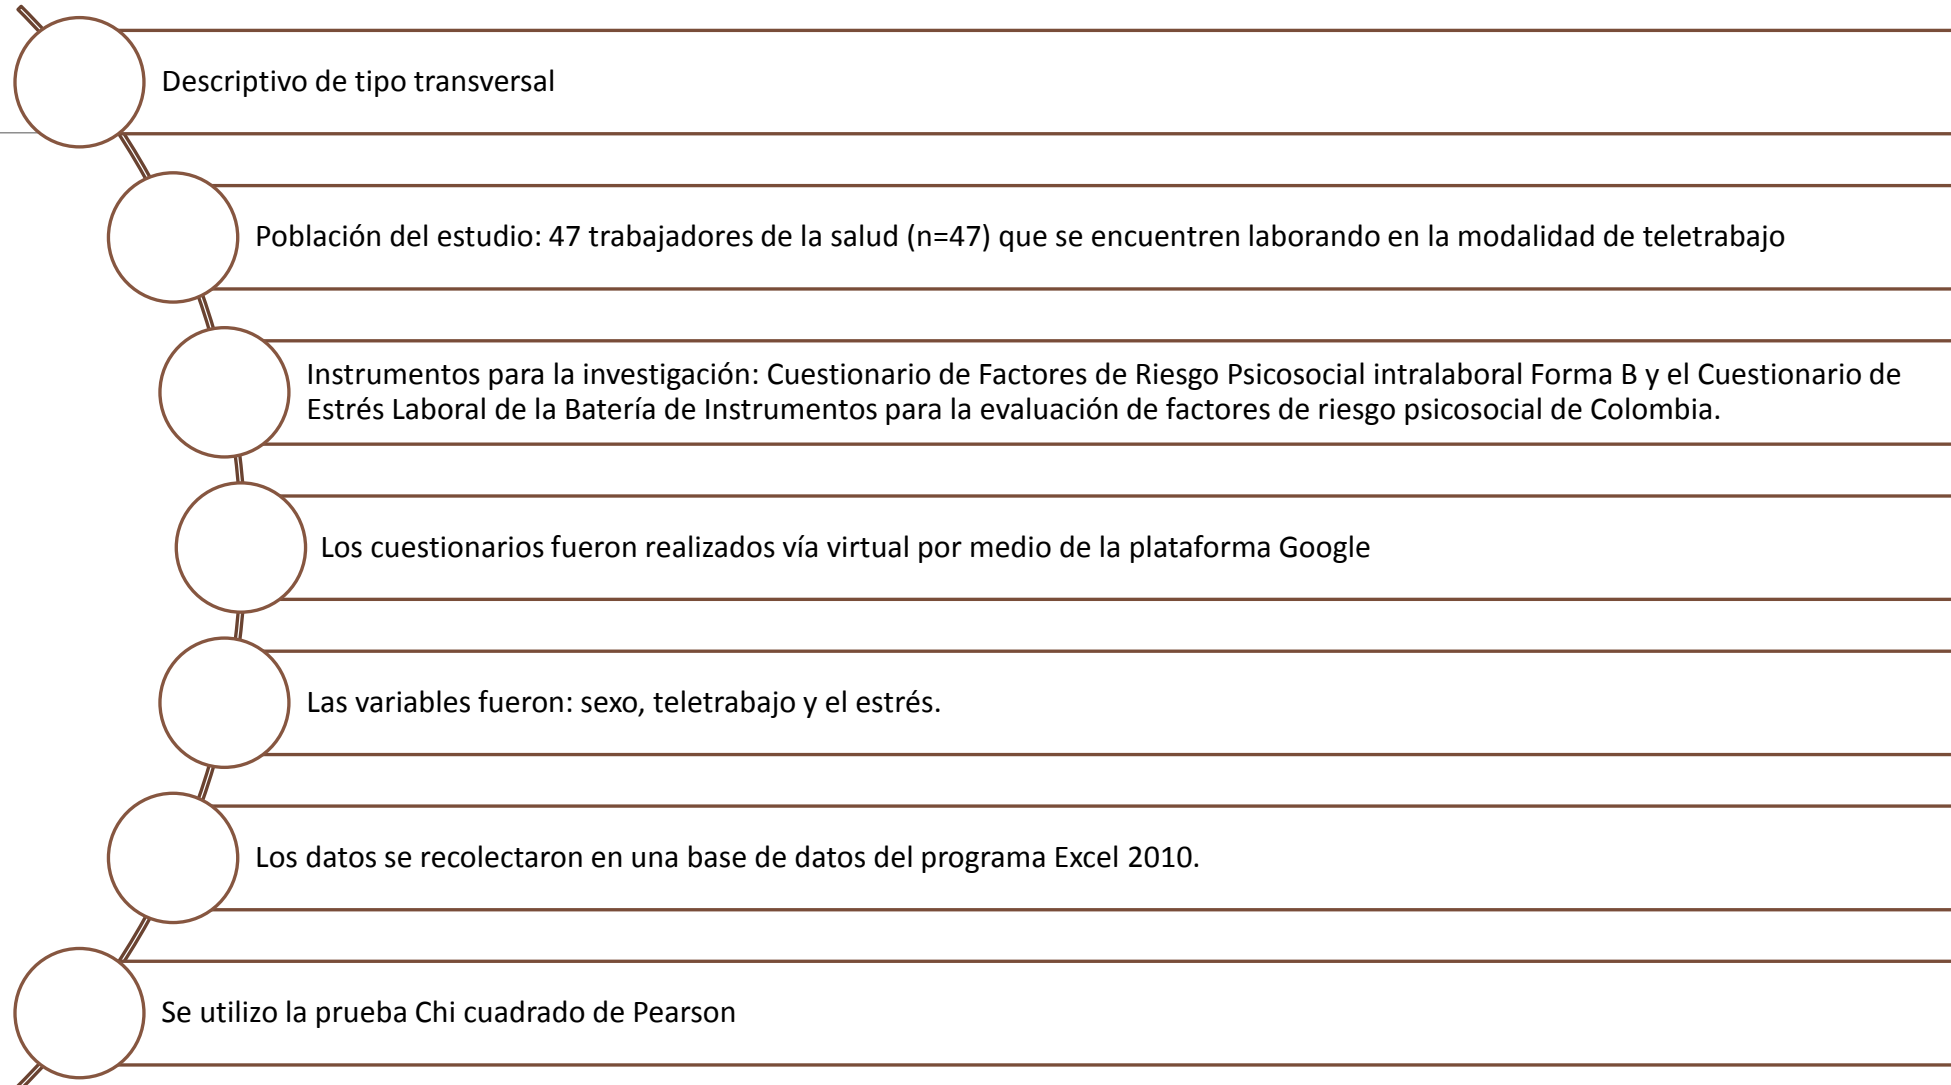 Descriptivo de tipo transversal
Población del estudio: 47 trabajadores de la salud (n=47) que se encuentren laborando en la modalidad de teletrabajo
Instrumentos para la investigación: Cuestionario de Factores de Riesgo Psicosocial intralaboral Forma B y el Cuestionario de
Estrés Laboral de la Batería de Instrumentos para la evaluación de factores de riesgo psicosocial de Colombia.
Los cuestionarios fueron realizados vía virtual por medio de la plataforma Google
Las variables fueron: sexo, teletrabajo y el estrés.
Los datos se recolectaron en una base de datos del programa Excel 2010.
Se utilizo la prueba Chi cuadrado de Pearson